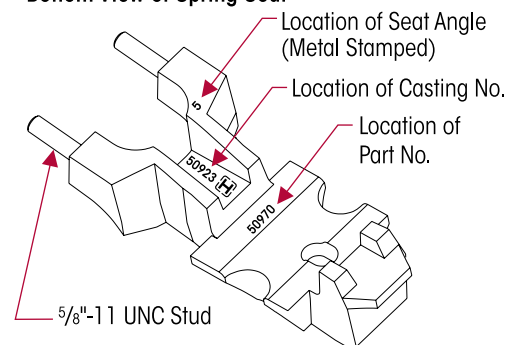 Bottom View of Spring Seat
Location of Seat Angle
(Metal Stamped)
5
Location of Casting No.
50923 H
Location of
Part No.
50970
5/8"-11 UNC Stud